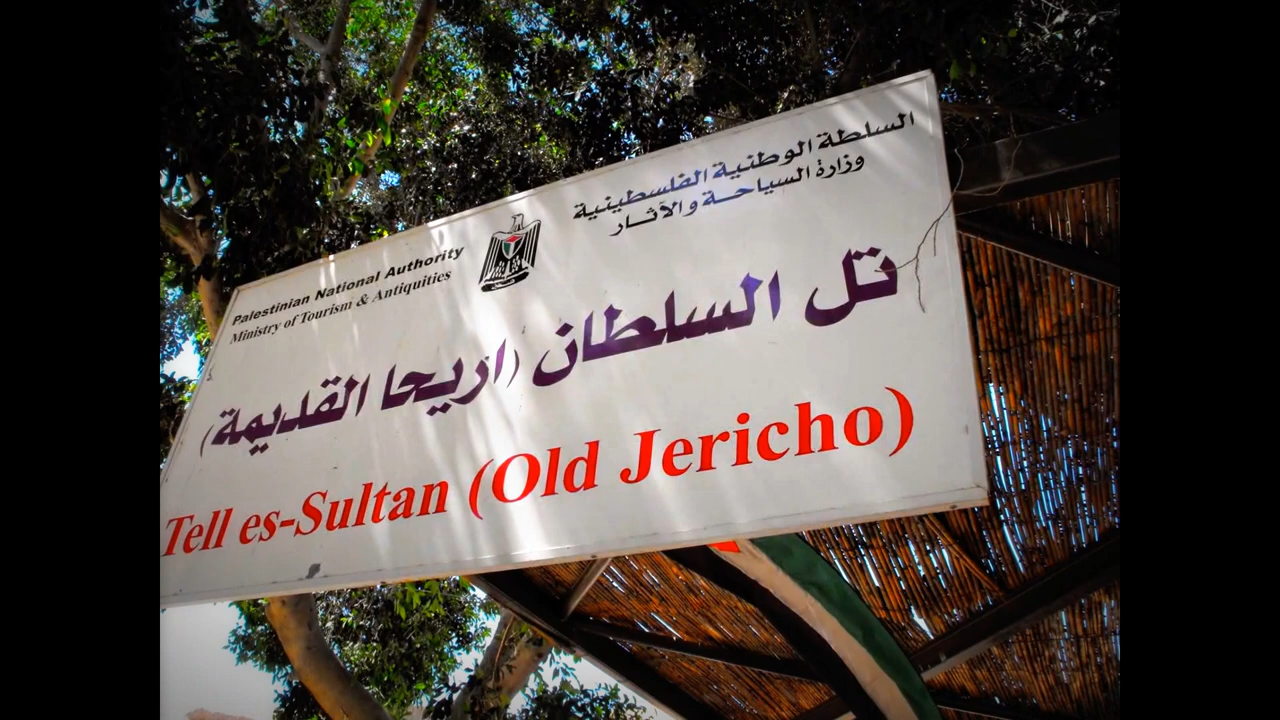 السلطة الوطنية الفلسطينية
وزارة السياحة والآثار
Palestinian National Authority
Ministry of Tourism & Antiquities
تل السلطان (اريحا القديمة)
Tell es-Sultan (Old Jericho)